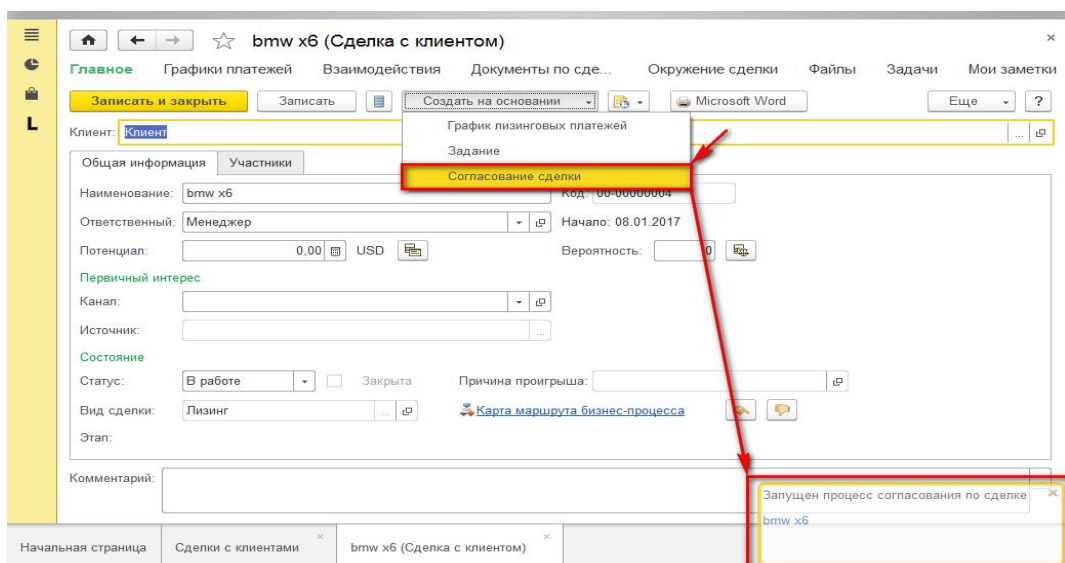 bmw x6 (Сделка с клиентом)
Главное Графики платежей Взаимодействия Документы по сде... Окружение сделки Файлы Задачи Мои заметки
Записать и закрыть Записать Создать на основании Microsoft Word Еще ?
L
График лизинговых платежей
Клиент: Клиент ...
Задание
Общая информация Участники
Согласование сделки
Наименование: bmw x6 Код: 00-00000004
Ответственный: Менеджер Начало: 08.01.2017
Потенциал: 0,00 USD Вероятность: 0
Первичный интерес
Канал:
Источник: ...
Состояние
Статус: В работе Закрыта Причина проигрыша:
Вид сделки: Лизинг ... Карта маршрута бизнес-процесса
Этап:
Комментарий: ...
Запущен процесс согласования по сделке
bmw x6
Начальная страница Сделки с клиентами bmw x6 (Сделка с клиентом)